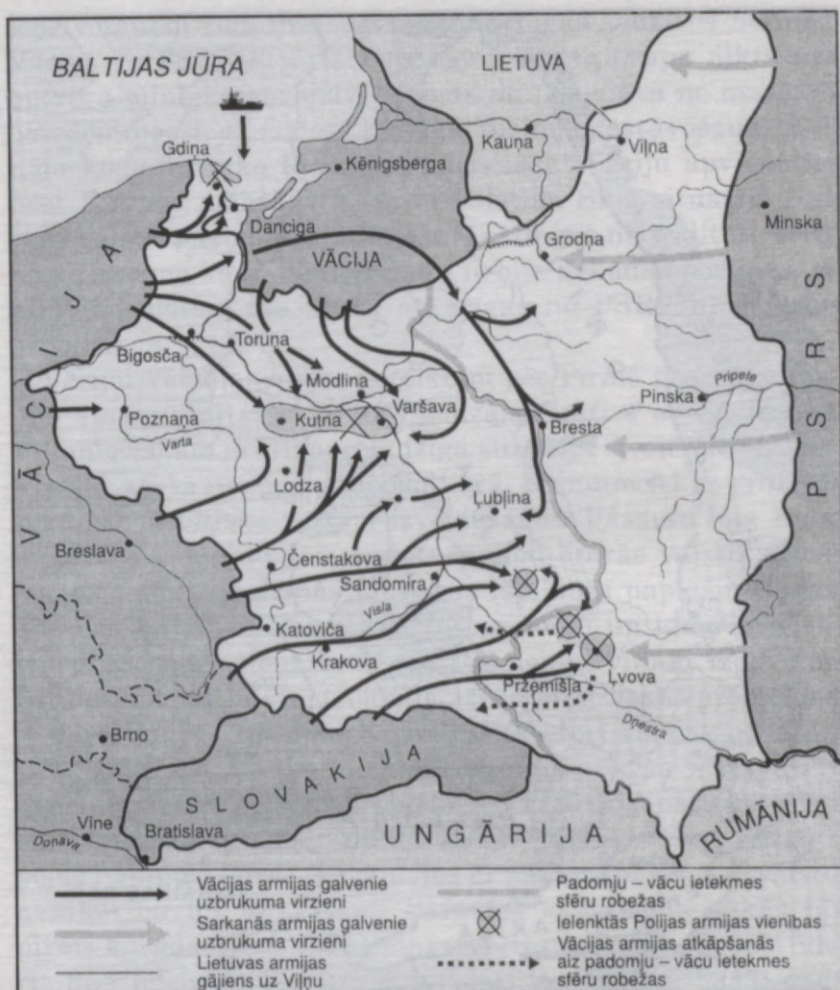 BALTIJAS JŪRA
LIETUVA
Gdiņa
Kēnigsberga
Kauņa
Viļņa
Danciga
VĀCIJA
Grodņa
Minska
VĀCIJA
PSRS
Bigosča
Toruņa
Modlina
Poznaņa
Varta
Kutna
Varšava
Pinska
Pripete
Bresta
Lodza
Lubļina
Breslava
Čenstakova
Sandomira
Visla
Katoviča
Krakova
Pržemišļa
Ļvova
Dņestra
Brno
SLOVAKIJA
Vīne
Bratislava
Donava
UNGĀRIJA
RUMĀNIJA
Vācijas armijas galvenie
uzbrukuma virzieni
Sarkanās armijas galvenie
uzbrukuma virzieni
Lietuvas armijas
gājiens uz Viļņu
Padomju – vācu ietekmes
sfēru robežas
Ielenktās Polijas armijas vienības
Vācijas armijas atkāpšanās
aiz padomju – vācu ietekmes
sfēru robežas